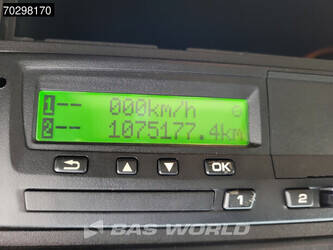 70298170
1-- 000km/h
2-- 1075177.4km
OK
1
2
BAS WORLD